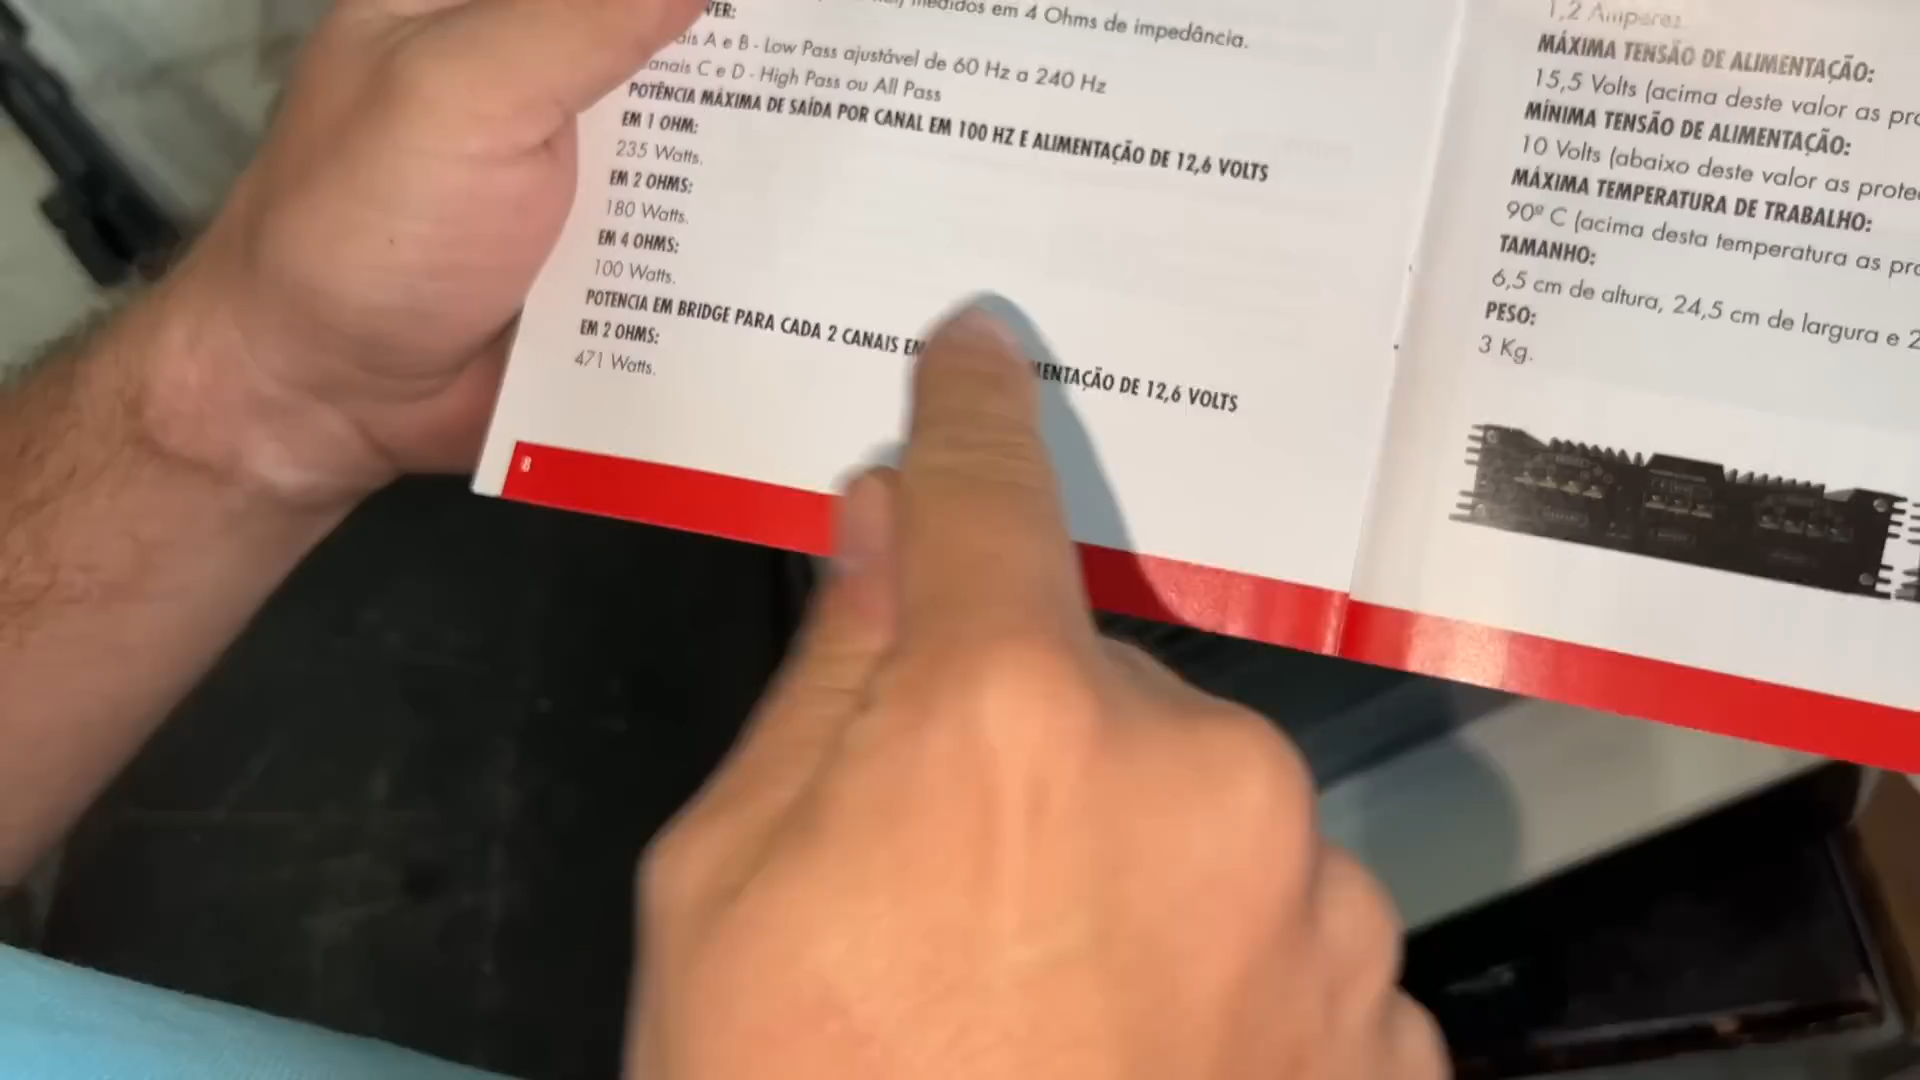 medidos em 4 Ohms de impedância.
A e B - Low Pass ajustável de 60 Hz a 240 Hz
C e D - High Pass ou All Pass
POTÊNCIA MÁXIMA DE SAÍDA POR CANAL EM 100 HZ E ALIMENTAÇÃO DE 12,6 VOLTS
EM 1 OHM:
235 Watts.
EM 2 OHMS:
180 Watts.
EM 4 OHMS:
100 Watts.
POTENCIA EM BRIDGE PARA CADA 2 CANAIS DE 12,6 VOLTS
EM 2 OHMS:
471 Watts.
8
1,2 Amperes
MÁXIMA TENSÃO DE ALIMENTAÇÃO:
15,5 Volts (acima deste valor as
MÍNIMA TENSÃO DE ALIMENTAÇÃO:
10 Volts (abaixo deste valor as
MÁXIMA TEMPERATURA DE TRABALHO:
90º C (acima desta temperatura as
TAMANHO:
6,5 cm de altura, 24,5 cm de largura e
PESO:
3 Kg.